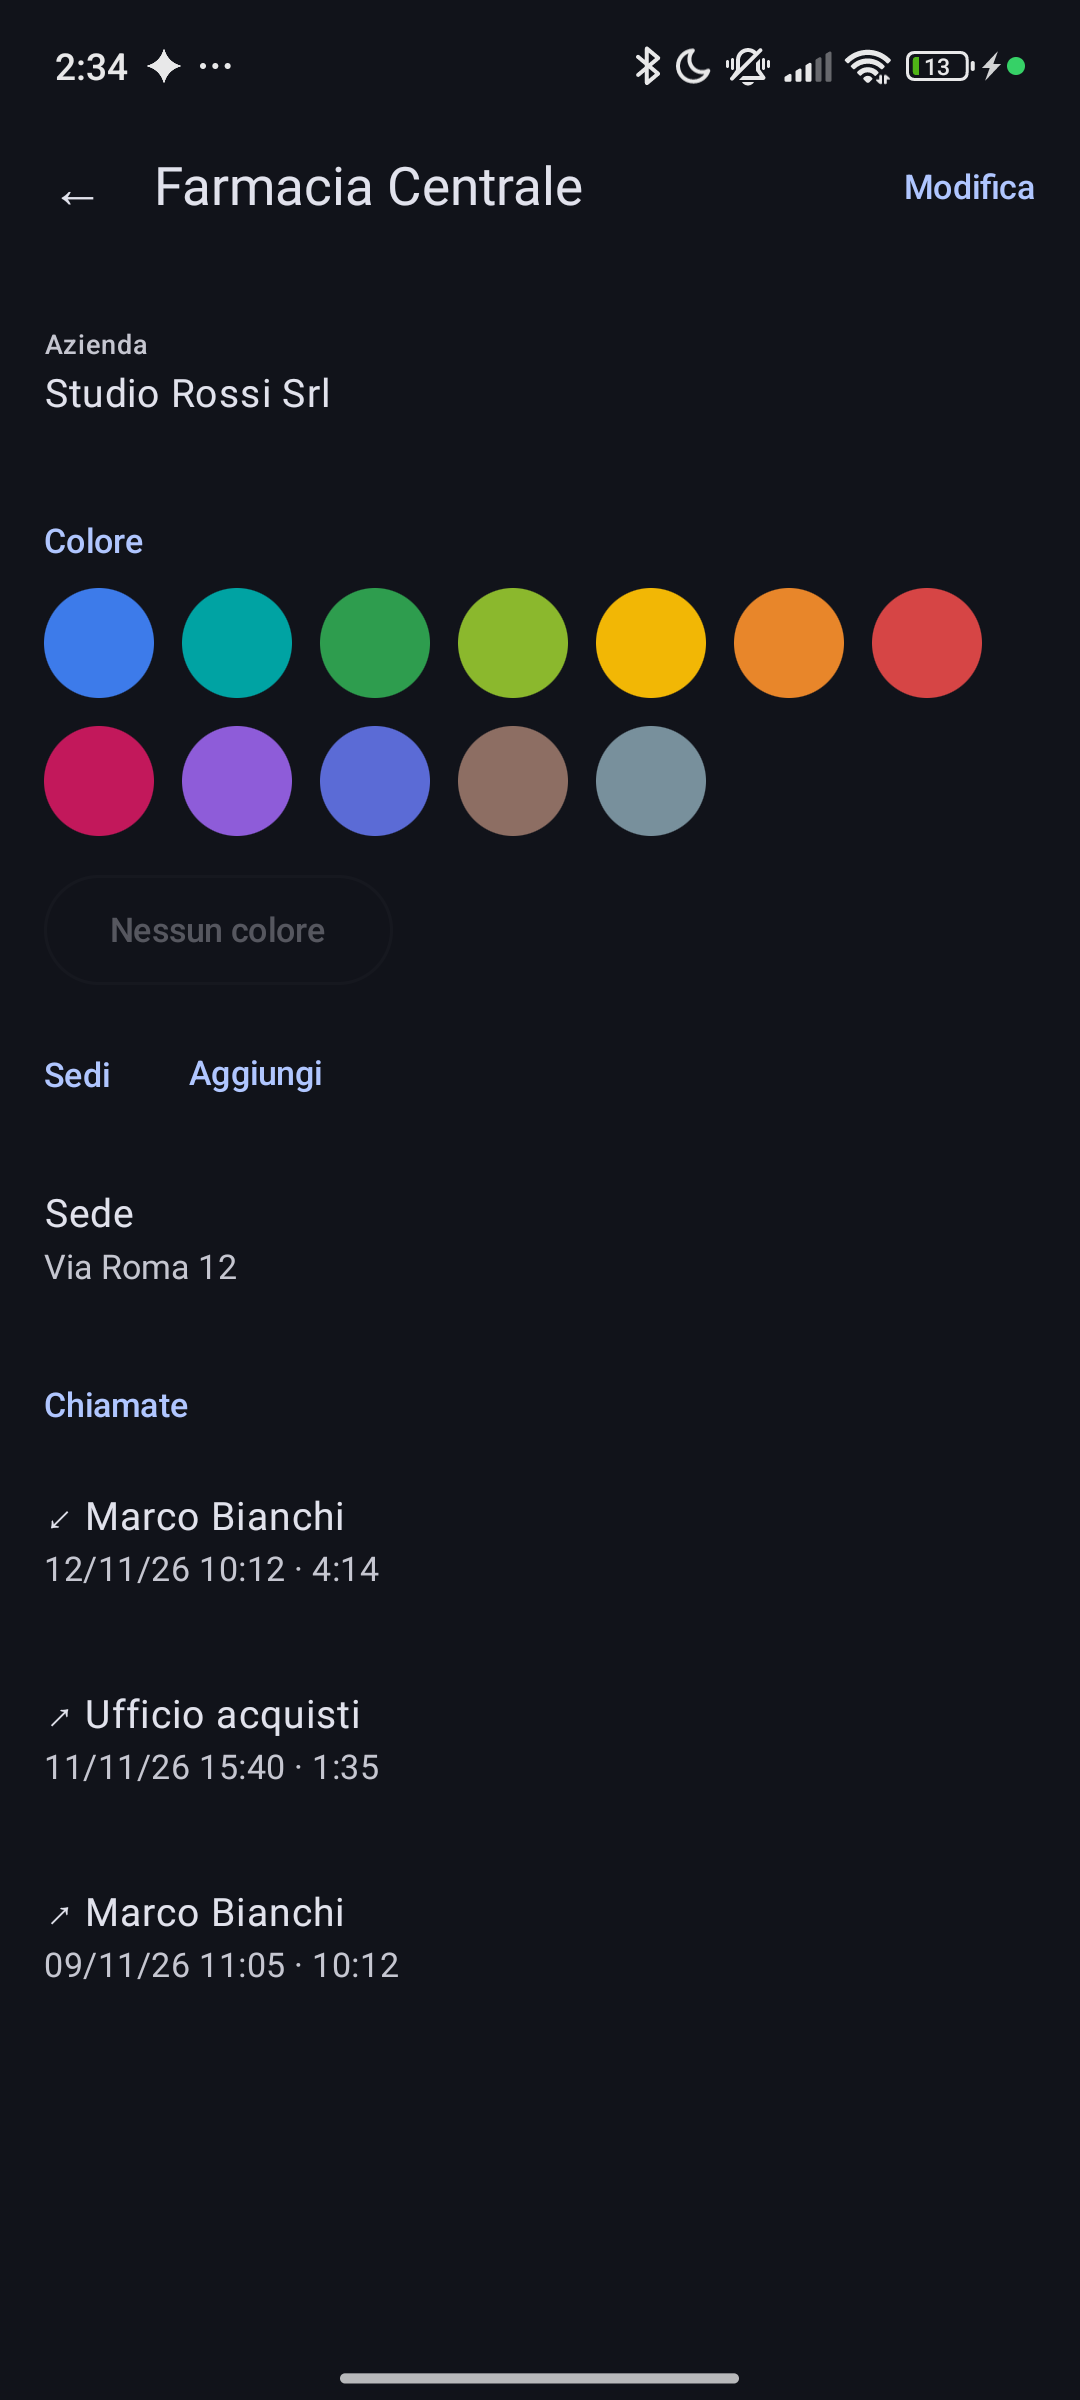 2:34
13
← Farmacia Centrale Modifica
Azienda
Studio Rossi Srl
Colore
Nessun colore
Sedi Aggiungi
Sede
Via Roma 12
Chiamate
↙ Marco Bianchi
12/11/26 10:12 · 4:14
↗ Ufficio acquisti
11/11/26 15:40 · 1:35
↗ Marco Bianchi
09/11/26 11:05 · 10:12